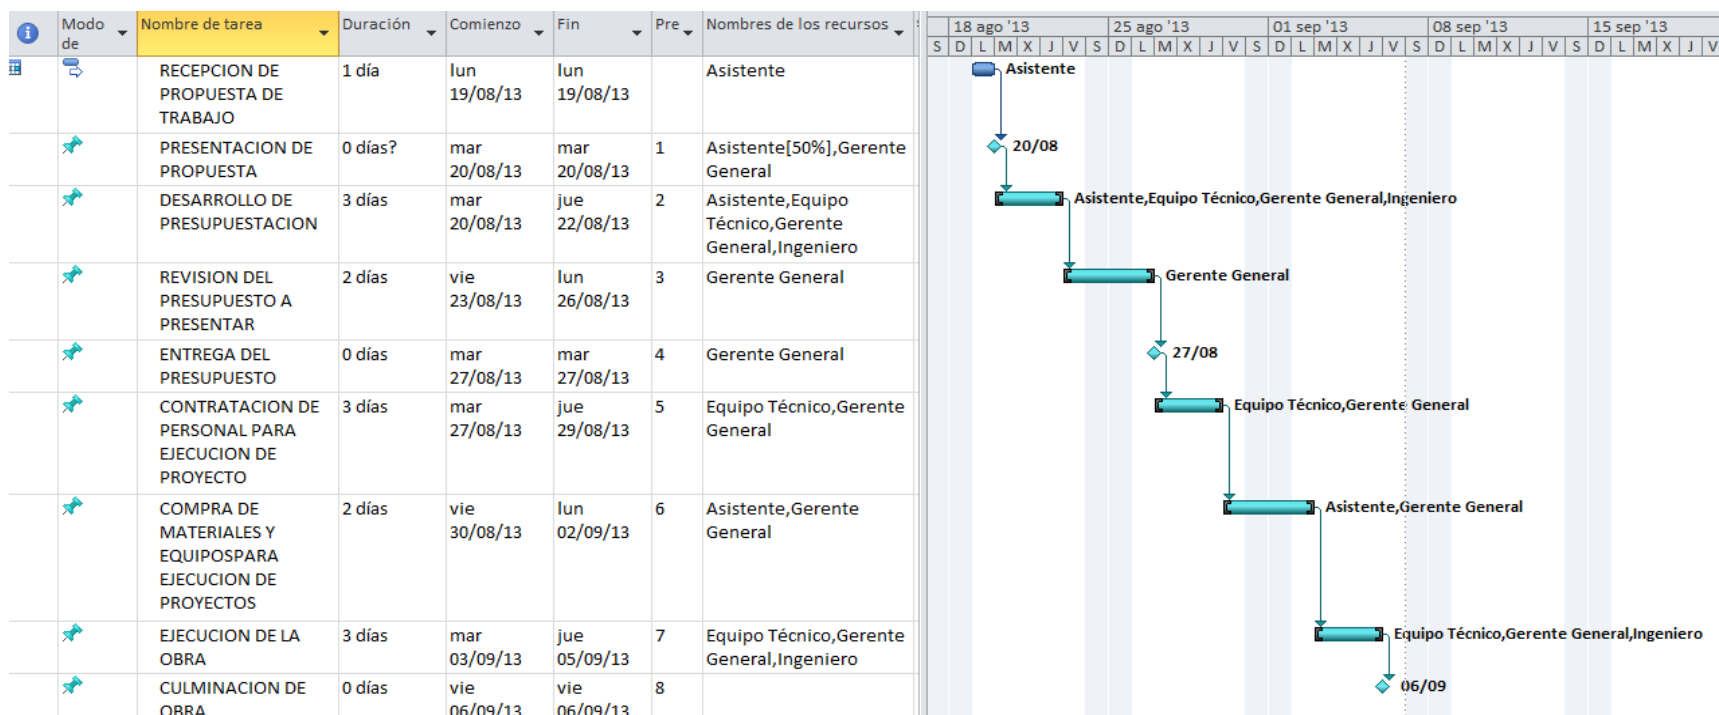 Modo de
Nombre de tarea
Duración
Comienzo
Fin
Pre
Nombres de los recursos
18 ago '13
25 ago '13
01 sep '13
08 sep '13
15 sep '13
S D L M X J V S D L M X J V S D L M X J V S D L M X J V S D L M X J V
RECEPCION DE
PROPUESTA DE
TRABAJO
1 día
lun
19/08/13
lun
19/08/13
Asistente
Asistente
PRESENTACION DE
PROPUESTA
0 días?
mar
20/08/13
mar
20/08/13
1
Asistente[50%],Gerente
General
20/08
DESARROLLO DE
PRESUPUESTACION
3 días
mar
20/08/13
jue
22/08/13
2
Asistente,Equipo
Técnico,Gerente
General,Ingeniero
Asistente,Equipo Técnico,Gerente General,Ingeniero
REVISION DEL
PRESUPUESTO A
PRESENTAR
2 días
vie
23/08/13
lun
26/08/13
3
Gerente General
Gerente General
ENTREGA DEL
PRESUPUESTO
0 días
mar
27/08/13
mar
27/08/13
4
Gerente General
27/08
CONTRATACION DE
PERSONAL PARA
EJECUCION DE
PROYECTO
3 días
mar
27/08/13
jue
29/08/13
5
Equipo Técnico,Gerente
General
Equipo Técnico,Gerente General
COMPRA DE
MATERIALES Y
EQUIPOSPARA
EJECUCION DE
PROYECTOS
2 días
vie
30/08/13
lun
02/09/13
6
Asistente,Gerente
General
Asistente,Gerente General
EJECUCION DE LA
OBRA
3 días
mar
03/09/13
jue
05/09/13
7
Equipo Técnico,Gerente
General,Ingeniero
Equipo Técnico,Gerente General,Ingeniero
CULMINACION DE
OBRA
0 días
vie
06/09/13
vie
06/09/13
8
06/09